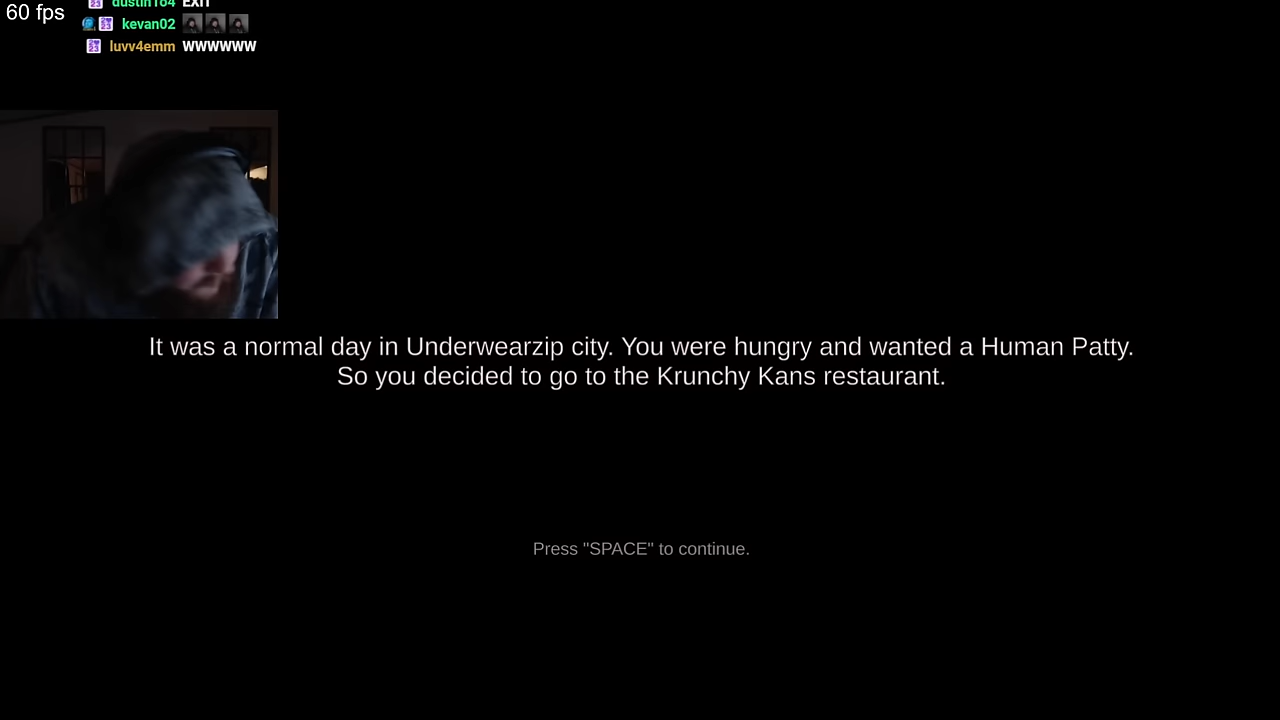 60 fps
dustin164 EXIT
kevan02
luvv4emm WWWWWW
It was a normal day in Underwearzip city. You were hungry and wanted a Human Patty.
So you decided to go to the Krunchy Kans restaurant.
Press "SPACE" to continue.